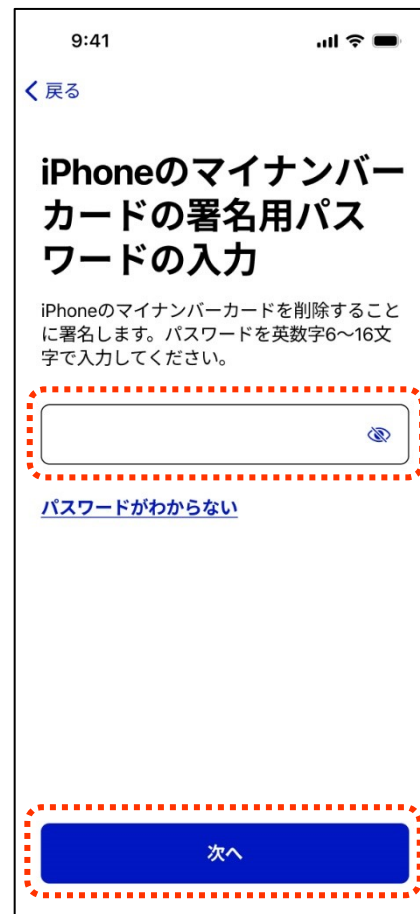 9:41
戻る
iPhoneのマイナンバー
カードの署名用パス
ワードの入力
iPhoneのマイナンバーカードを削除すること
に署名します。パスワードを英数字6〜16文
字で入力してください。
パスワードがわからない
次へ